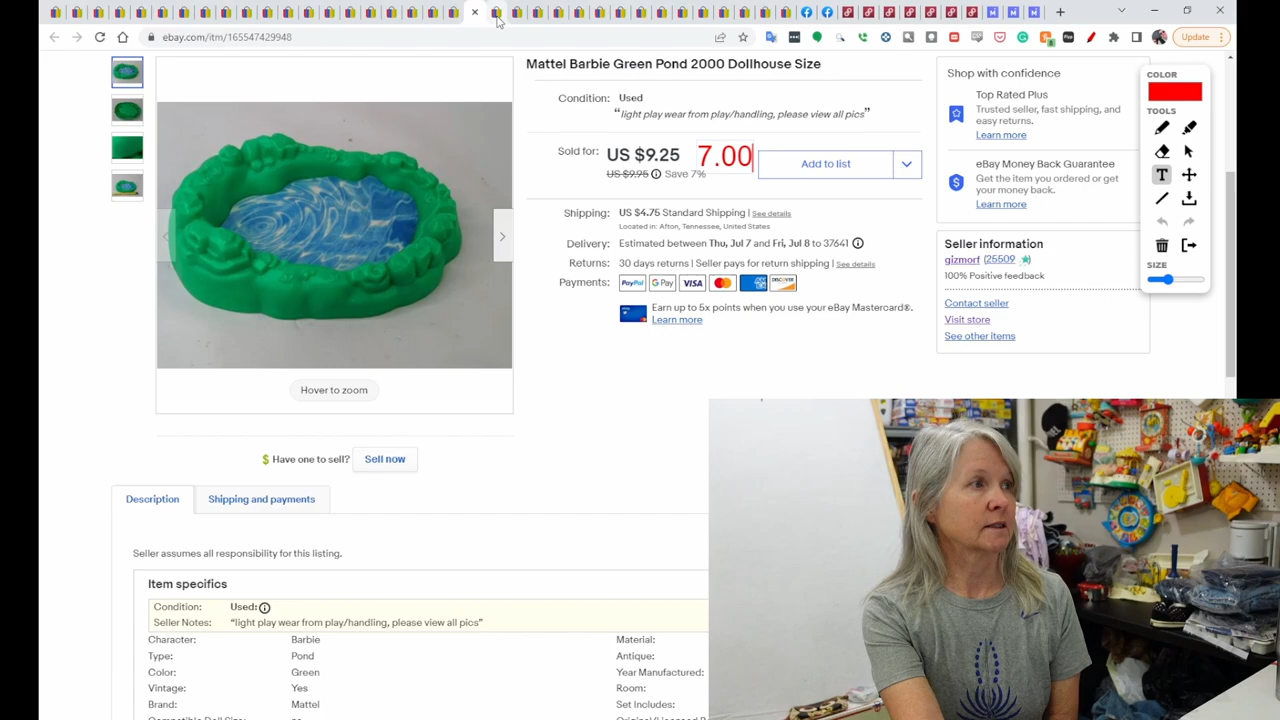 ebay.com/itm/165547429948
Update
Mattel Barbie Green Pond 2000 Dollhouse Size
Condition: Used
"light play wear from play/handling, please view all pics"
Sold for: US $9.25 7.00
US $9.95 Save 7%
Add to list
Shipping: US $4.75 Standard Shipping | See details
Located in: Afton, Tennessee, United States
Delivery: Estimated between Thu, Jul 7 and Fri, Jul 8 to 37641
Returns: 30 days returns | Seller pays for return shipping | See details
Payments: PayPal G Pay VISA DISCOVER
Earn up to 5x points when you use your eBay Mastercard®.
Learn more
Hover to zoom
$ Have one to sell? Sell now
Shop with confidence
Top Rated Plus
Trusted seller, fast shipping, and
easy returns.
Learn more
eBay Money Back Guarantee
Get the item you ordered or get
your money back.
Learn more
Seller information
gizmorf (25509)
100% Positive feedback
Contact seller
Visit store
See other items
COLOR
TOOLS
T
SIZE
Description
Shipping and payments
Seller assumes all responsibility for this listing.
Item specifics
Condition: Used:
Seller Notes: "light play wear from play/handling, please view all pics"
Character: Barbie Material:
Type: Pond Antique:
Color: Green Year Manufactured:
Vintage: Yes Room:
Brand: Mattel Set Includes: